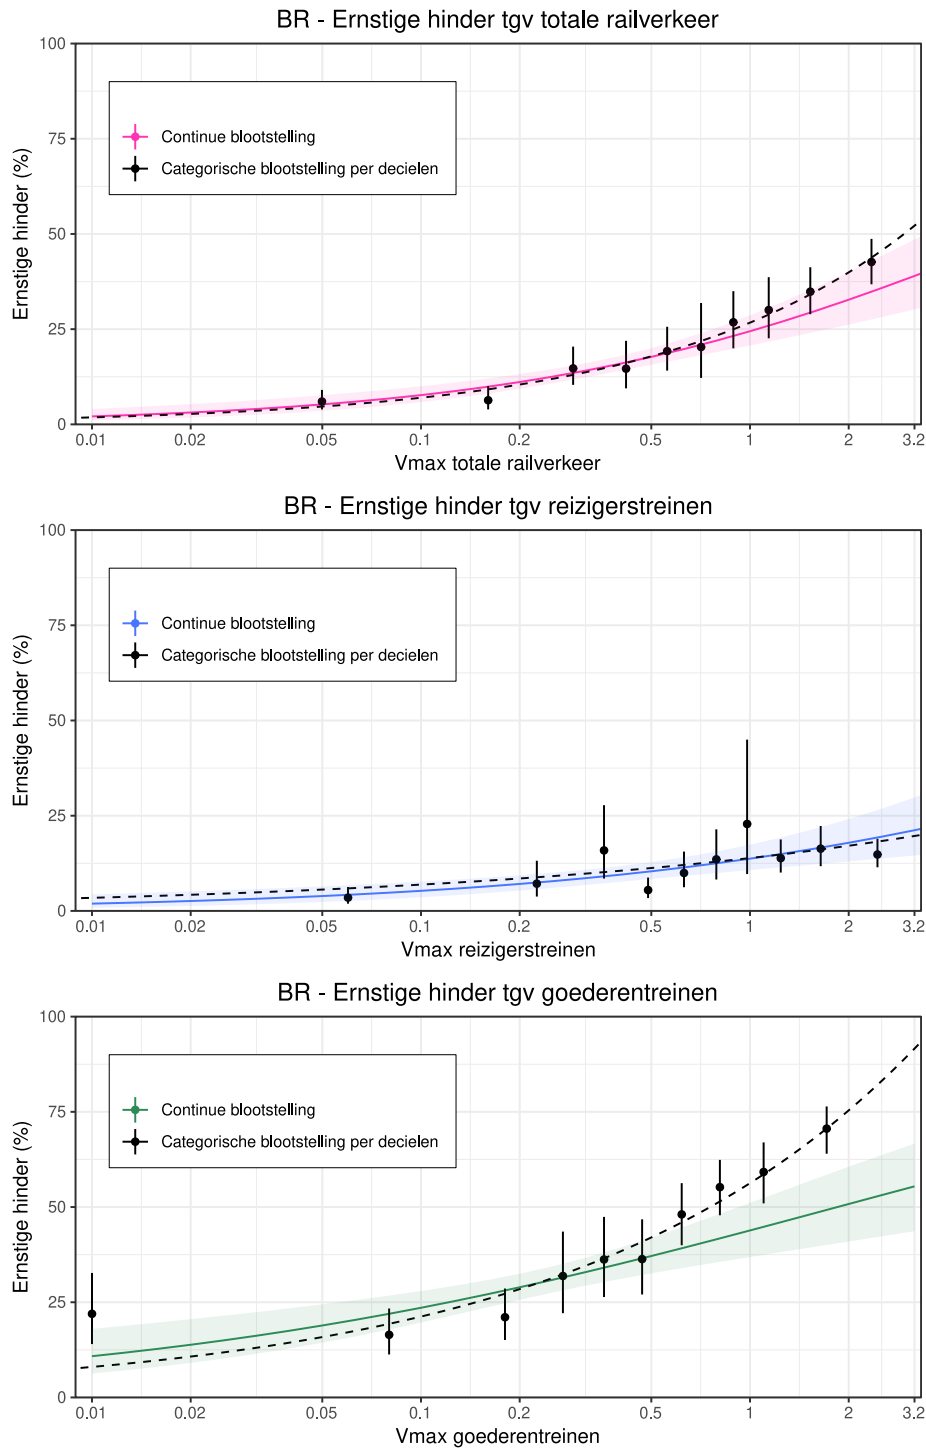 BR - Ernstige hinder tgv totale railverkeer
Ernstige hinder (%)
100
75
50
25
0
Continue blootstelling
Categorische blootstelling per decielen
0.01 0.02 0.05 0.1 0.2 0.5 1 2 3.2
Vmax totale railverkeer
BR - Ernstige hinder tgv reizigerstreinen
Ernstige hinder (%)
100
75
50
25
0
Continue blootstelling
Categorische blootstelling per decielen
0.01 0.02 0.05 0.1 0.2 0.5 1 2 3.2
Vmax reizigerstreinen
BR - Ernstige hinder tgv goederentreinen
Ernstige hinder (%)
100
75
50
25
0
Continue blootstelling
Categorische blootstelling per decielen
0.01 0.02 0.05 0.1 0.2 0.5 1 2 3.2
Vmax goederentreinen